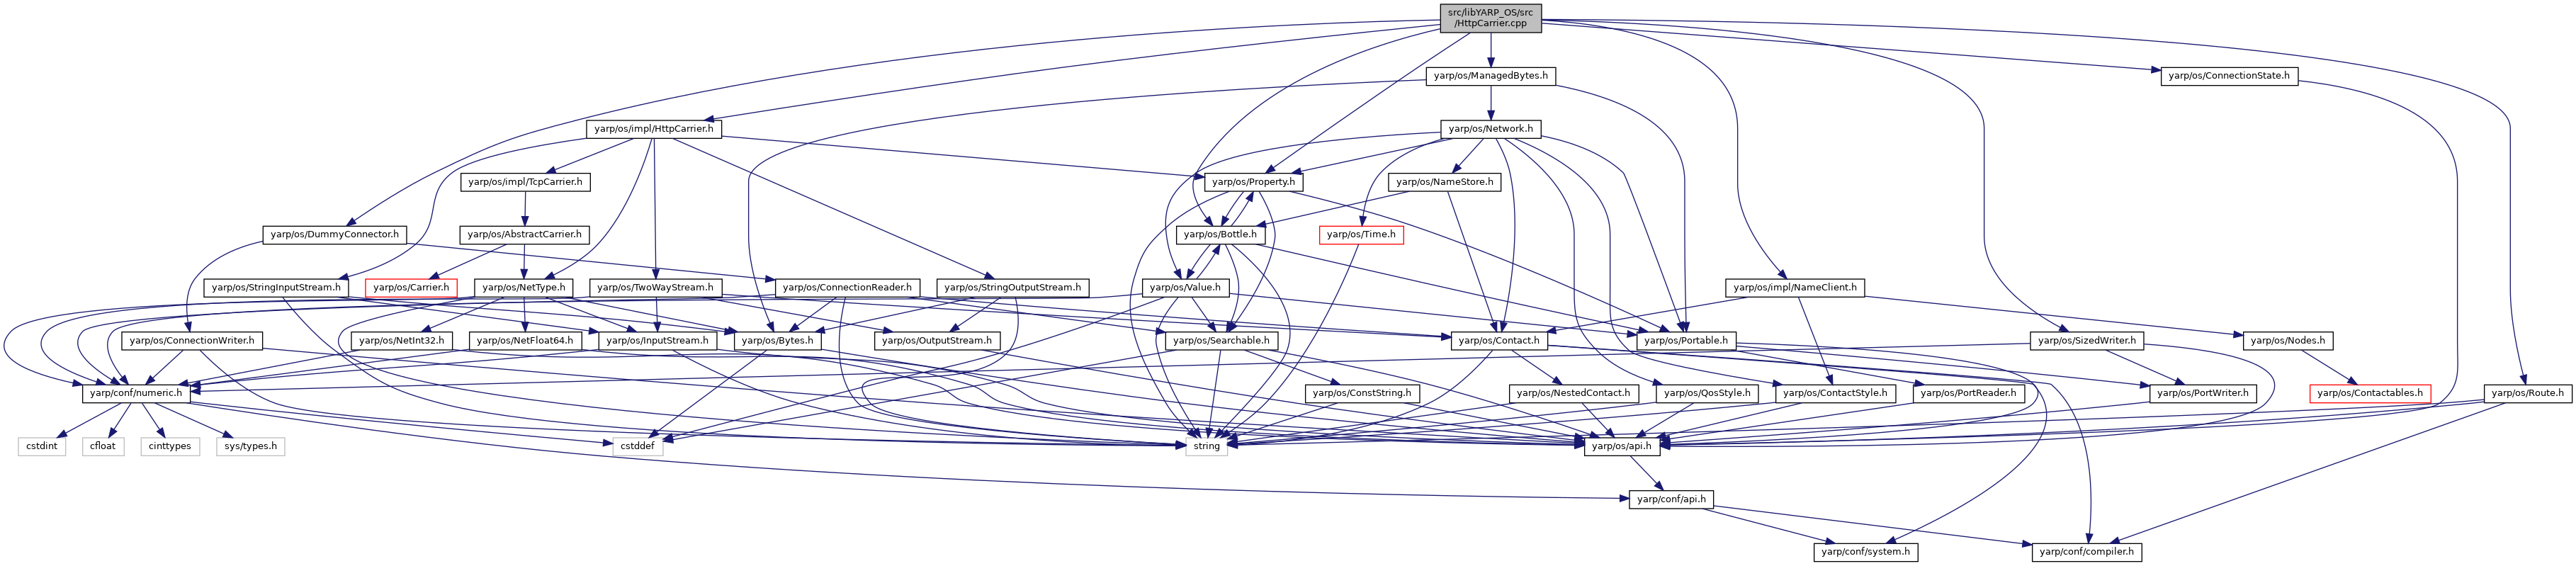 src/libYARP_OS/src
/HttpCarrier.cpp
yarp/os/ManagedBytes.h
yarp/os/ConnectionState.h
yarp/os/impl/HttpCarrier.h
yarp/os/Network.h
yarp/os/impl/TcpCarrier.h
yarp/os/Property.h
yarp/os/NameStore.h
yarp/os/DummyConnector.h
yarp/os/AbstractCarrier.h
yarp/os/Bottle.h
yarp/os/Time.h
yarp/os/StringInputStream.h
yarp/os/Carrier.h
yarp/os/NetType.h
yarp/os/TwoWayStream.h
yarp/os/ConnectionReader.h
yarp/os/StringOutputStream.h
yarp/os/Value.h
yarp/os/impl/NameClient.h
yarp/os/ConnectionWriter.h
yarp/os/NetInt32.h
yarp/os/NetFloat64.h
yarp/os/InputStream.h
yarp/os/Bytes.h
yarp/os/OutputStream.h
yarp/os/Searchable.h
yarp/os/Contact.h
yarp/os/Portable.h
yarp/os/SizedWriter.h
yarp/os/Nodes.h
yarp/conf/numeric.h
yarp/os/ConstString.h
yarp/os/NestedContact.h
yarp/os/QosStyle.h
yarp/os/ContactStyle.h
yarp/os/PortReader.h
yarp/os/PortWriter.h
yarp/os/Contactables.h
yarp/os/Route.h
cstdint
cfloat
cinttypes
sys/types.h
cstddef
string
yarp/os/api.h
yarp/conf/api.h
yarp/conf/system.h
yarp/conf/compiler.h